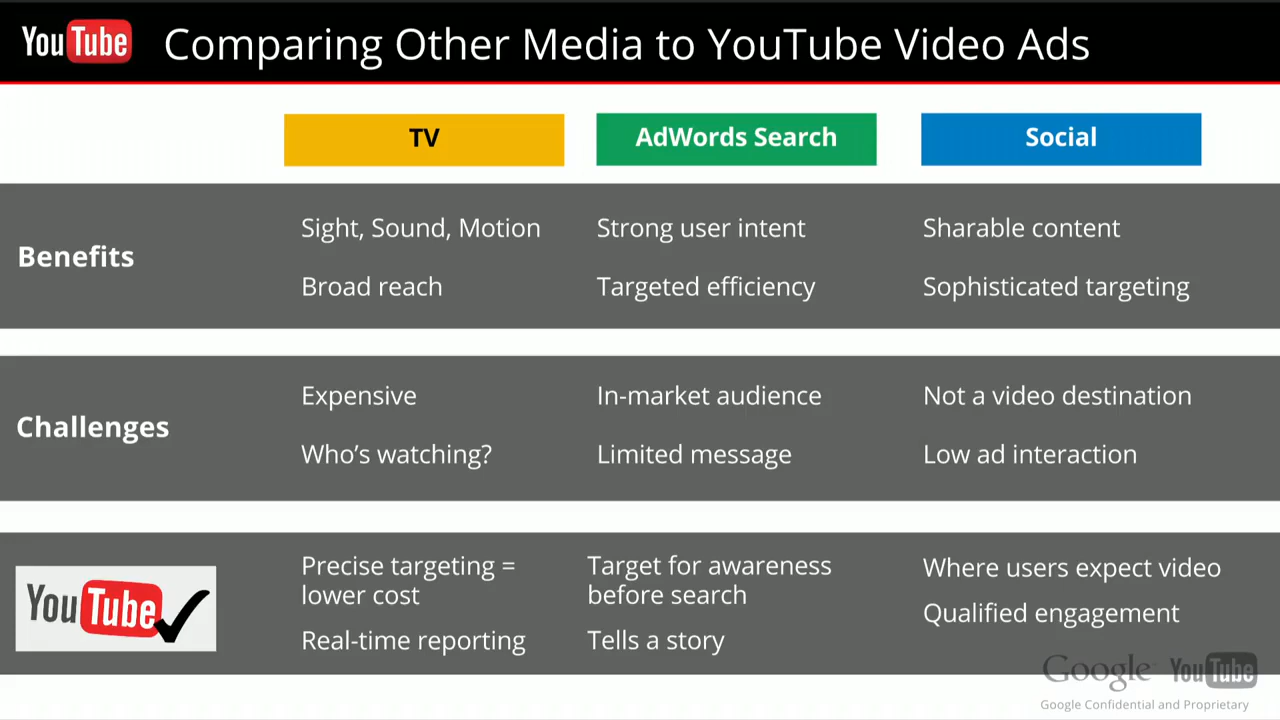 YouTube Comparing Other Media to YouTube Video Ads
TV
AdWords Search
Social
Benefits
Sight, Sound, Motion
Strong user intent
Sharable content
Broad reach
Targeted efficiency
Sophisticated targeting
Challenges
Expensive
In-market audience
Not a video destination
Who’s watching?
Limited message
Low ad interaction
YouTube
Precise targeting =
lower cost
Real-time reporting
Target for awareness
before search
Tells a story
Where users expect video
Qualified engagement
Google YouTube
Google Confidential and Proprietary